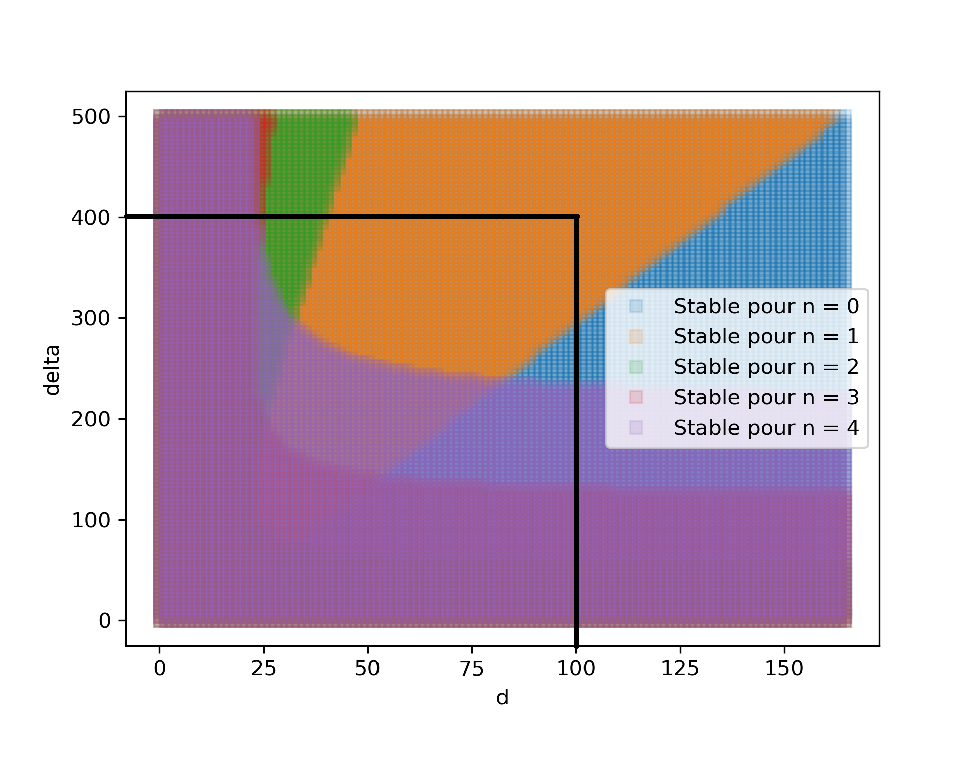 500
400
300
200
100
0
delta
Stable pour n = 0
Stable pour n = 1
Stable pour n = 2
Stable pour n = 3
Stable pour n = 4
0 25 50 75 100 125 150
d